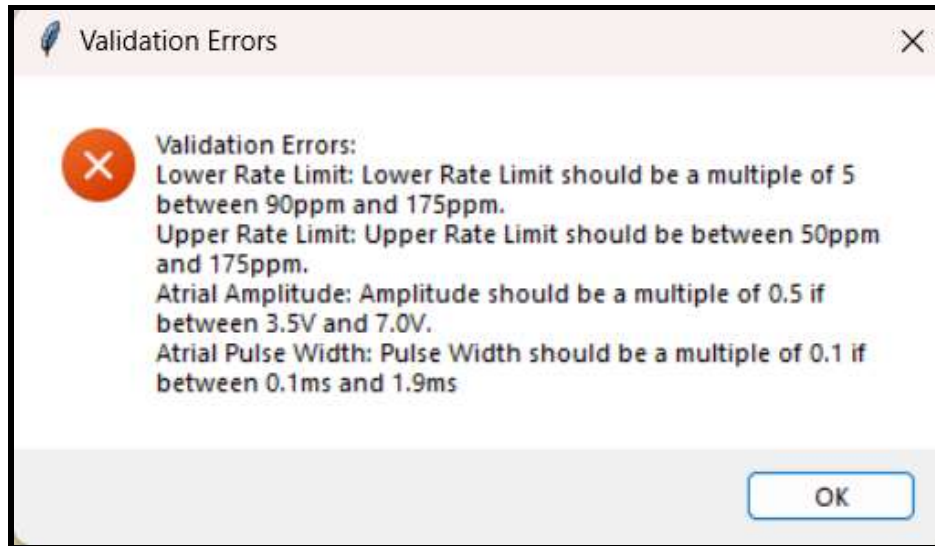 Validation Errors
Validation Errors:
Lower Rate Limit: Lower Rate Limit should be a multiple of 5
between 90ppm and 175ppm.
Upper Rate Limit: Upper Rate Limit should be between 50ppm
and 175ppm.
Atrial Amplitude: Amplitude should be a multiple of 0.5 if
between 3.5V and 7.0V.
Atrial Pulse Width: Pulse Width should be a multiple of 0.1 if
between 0.1ms and 1.9ms
OK